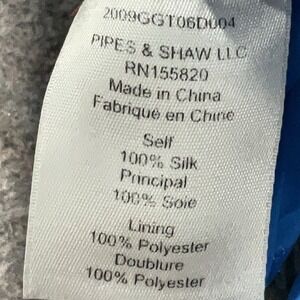 2009GGT06D004
PIPES & SHAW LLC
RN155820
Made in China
Fabriqué en Chine
Self
100% Silk
Principal
100% Soie
Lining
100% Polyester
Doublure
100% Polyester